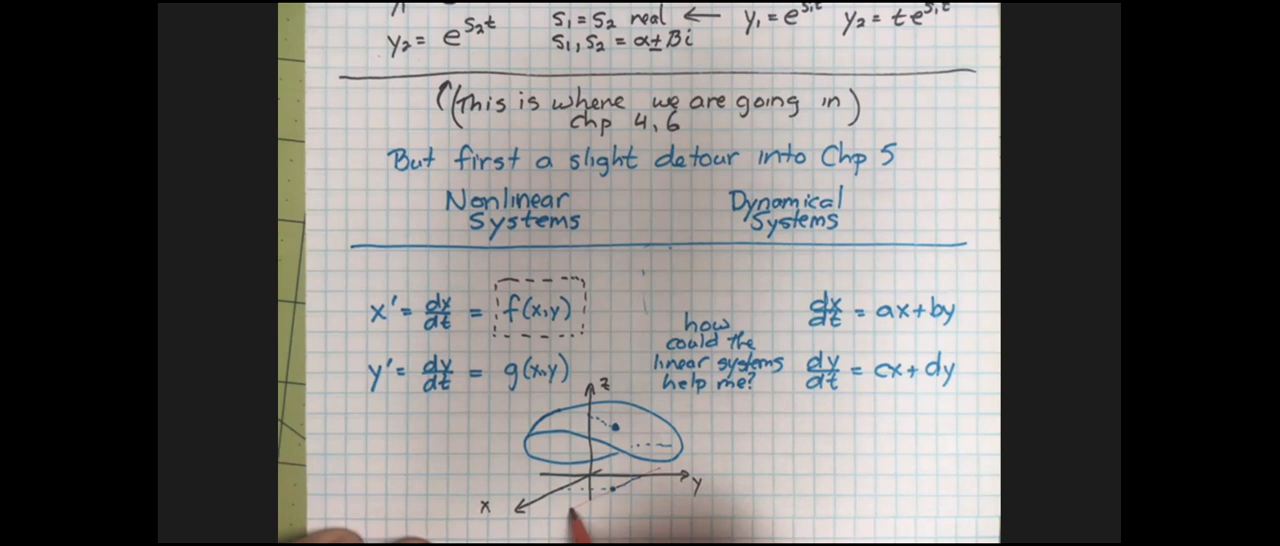 y₂ = e^{s₂t} s₁ = s₂ real ← y₁ = e^{s₁t} y₂ = te^{s₁t}
s₁, s₂ = α ± Bi
(This is where we are going in)
chp 4, 6
But first a slight detour into Chp 5
Nonlinear Systems
Dynamical Systems
x' = dx/dt = f(x,y)
y' = dy/dt = g(x,y)
how
could the
linear systems
help me?
dx/dt = ax + by
dy/dt = cx + dy
z
y
x